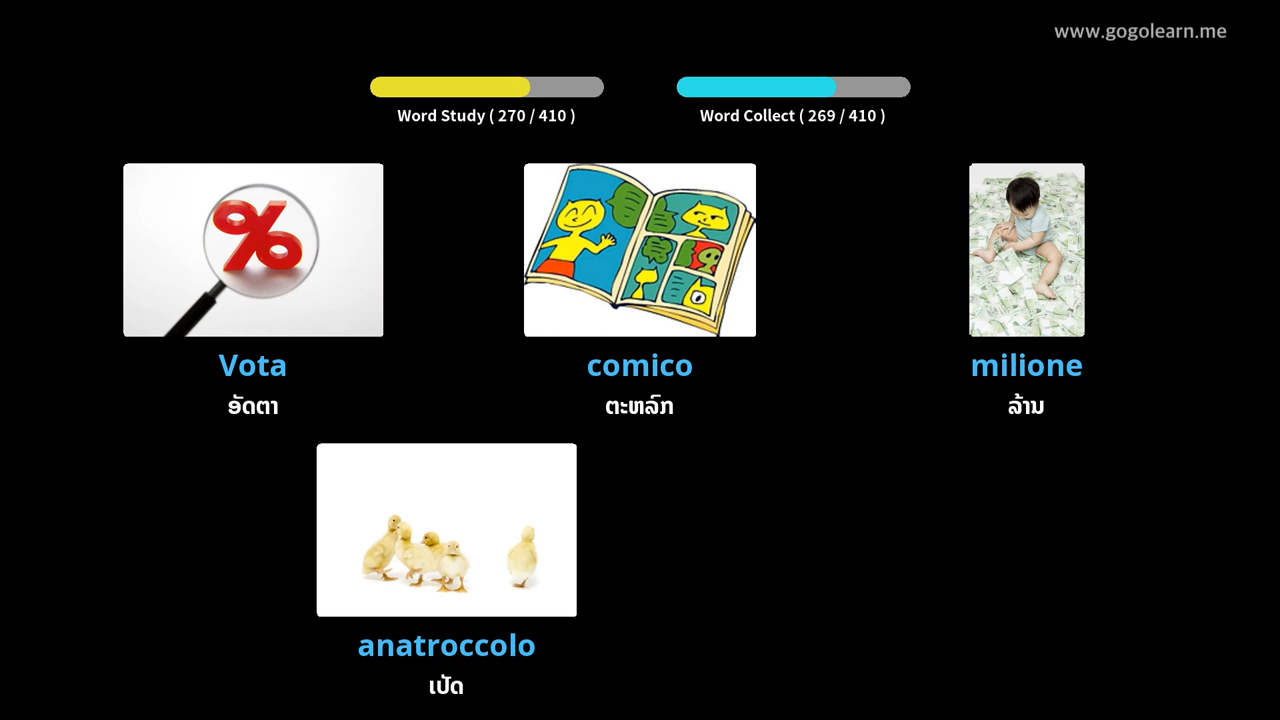 www.gogolearn.me
Word Study ( 270 / 410 )
Word Collect ( 269 / 410 )
%
Vota
ອັດຕາ
comico
ຕະຫລົກ
milione
ລ້ານ
anatroccolo
ເປັດ